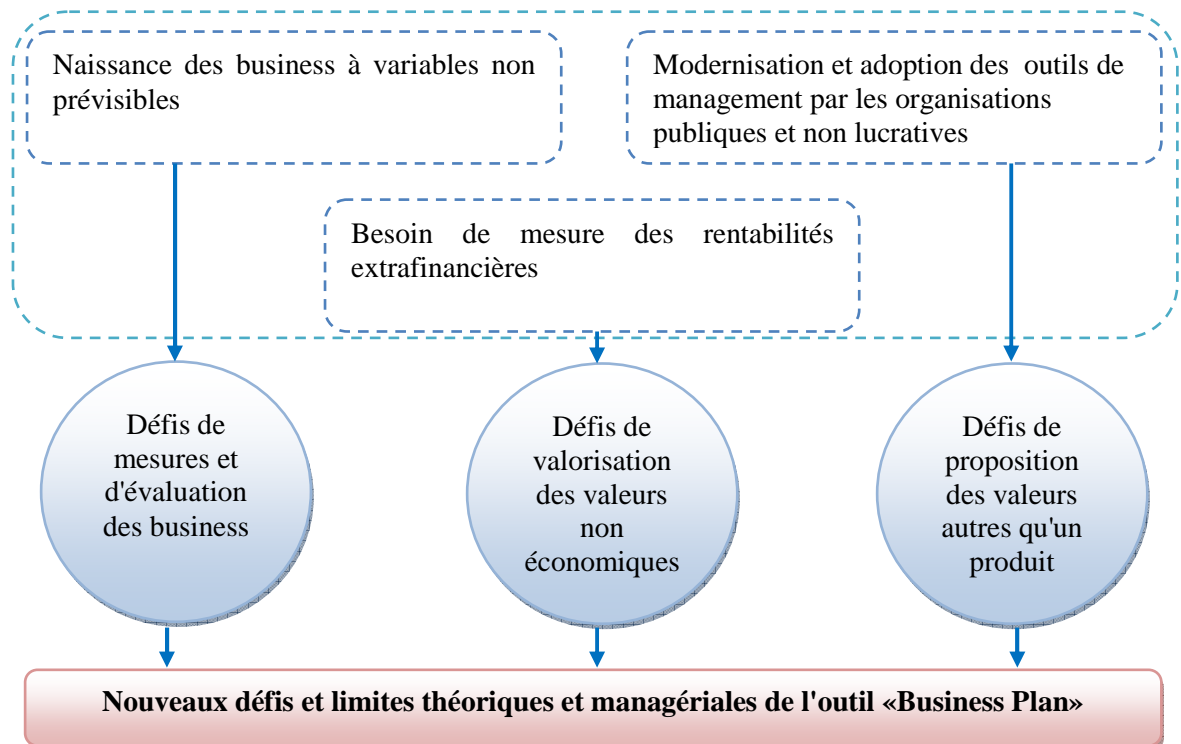 Naissance des business à variables non
prévisibles
Modernisation et adoption des outils de
management par les organisations
publiques et non lucratives
Besoin de mesure des rentabilités
extrafinancières
Défis de
mesures et
d'évaluation
des business
Défis de
valorisation
des valeurs
non
économiques
Défis de
proposition
des valeurs
autres qu'un
produit
Nouveaux défis et limites théoriques et managériales de l'outil «Business Plan»